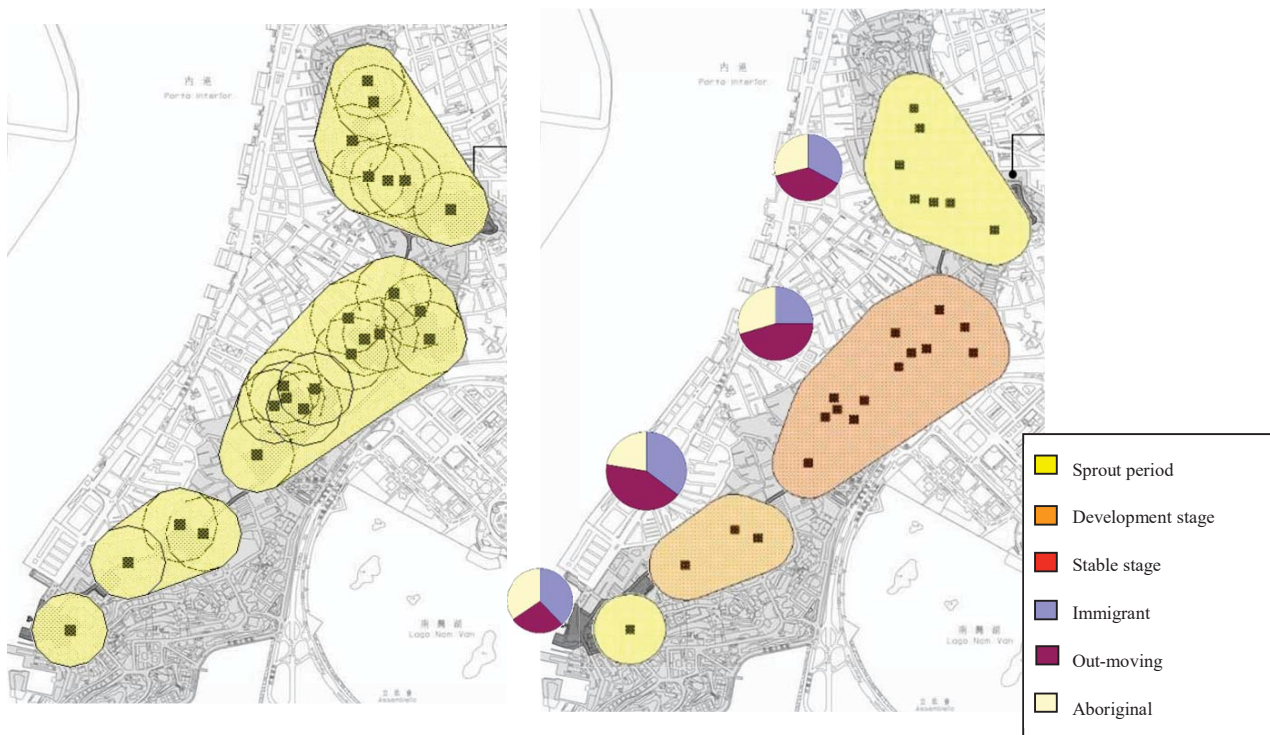 內 港
Porto Interior
南 灣 湖
Lago Nam Van
內 港
Porto Interior
南 灣 湖
Lago Nam Van
Sprout period
Development stage
Stable stage
Immigrant
Out-moving
Aboriginal